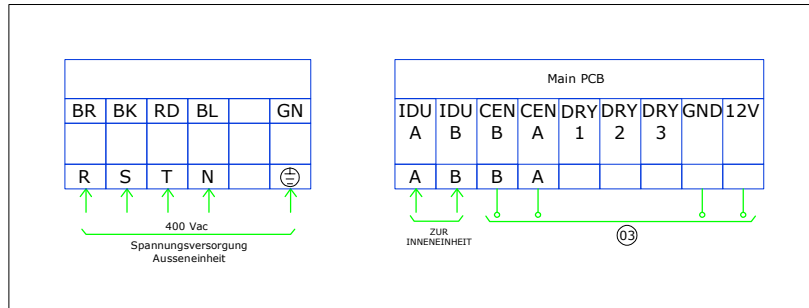 Main PCB
BR BK RD BL GN
IDU IDU CEN CEN DRY DRY DRY GND 12V
A B B A 1 2 3
R S T N
A B B A
400 Vac
Spannungsversorgung
Ausseneinheit
ZUR
INNENEINHEIT
03